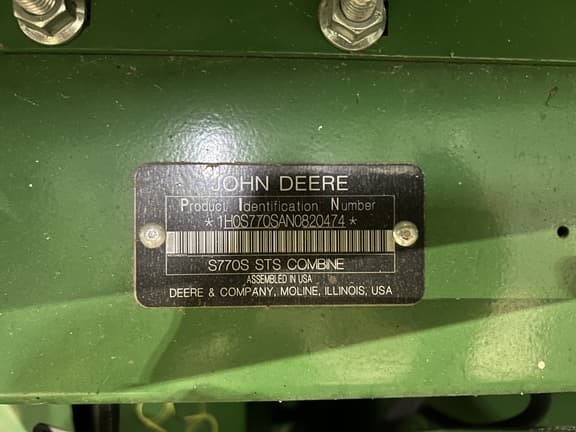 JOHN DEERE
Product Identification Number
*1H0S770SAN0820474*
S770S STS COMBINE
ASSEMBLED IN USA
DEERE & COMPANY, MOLINE, ILLINOIS, USA